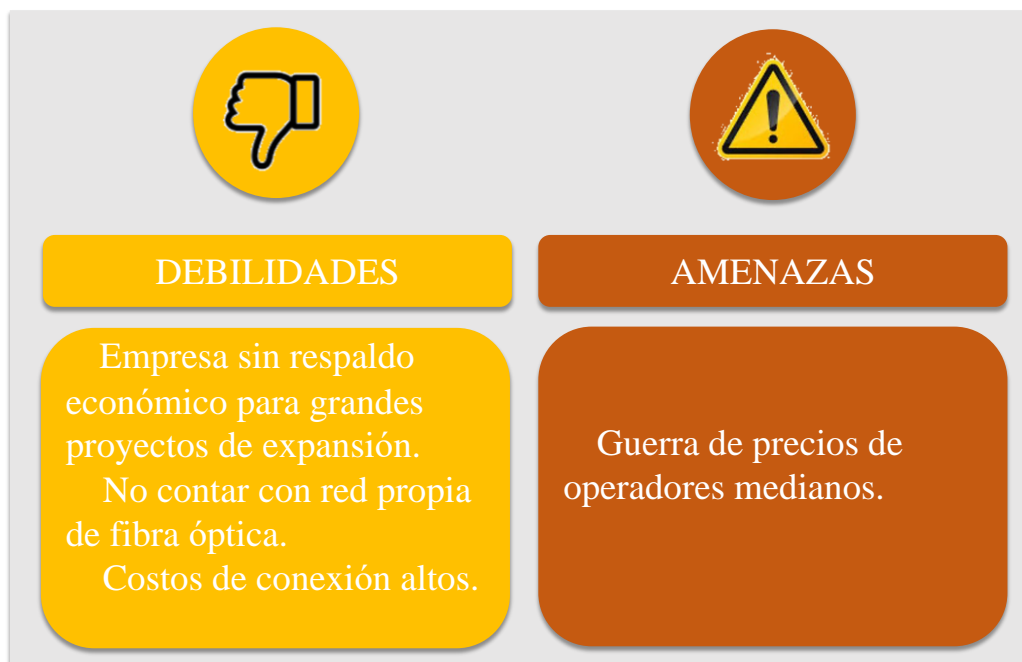 DEBILIDADES
Empresa sin respaldo
económico para grandes
proyectos de expansión.
No contar con red propia
de fibra óptica.
Costos de conexión altos.
AMENAZAS
Guerra de precios de
operadores medianos.